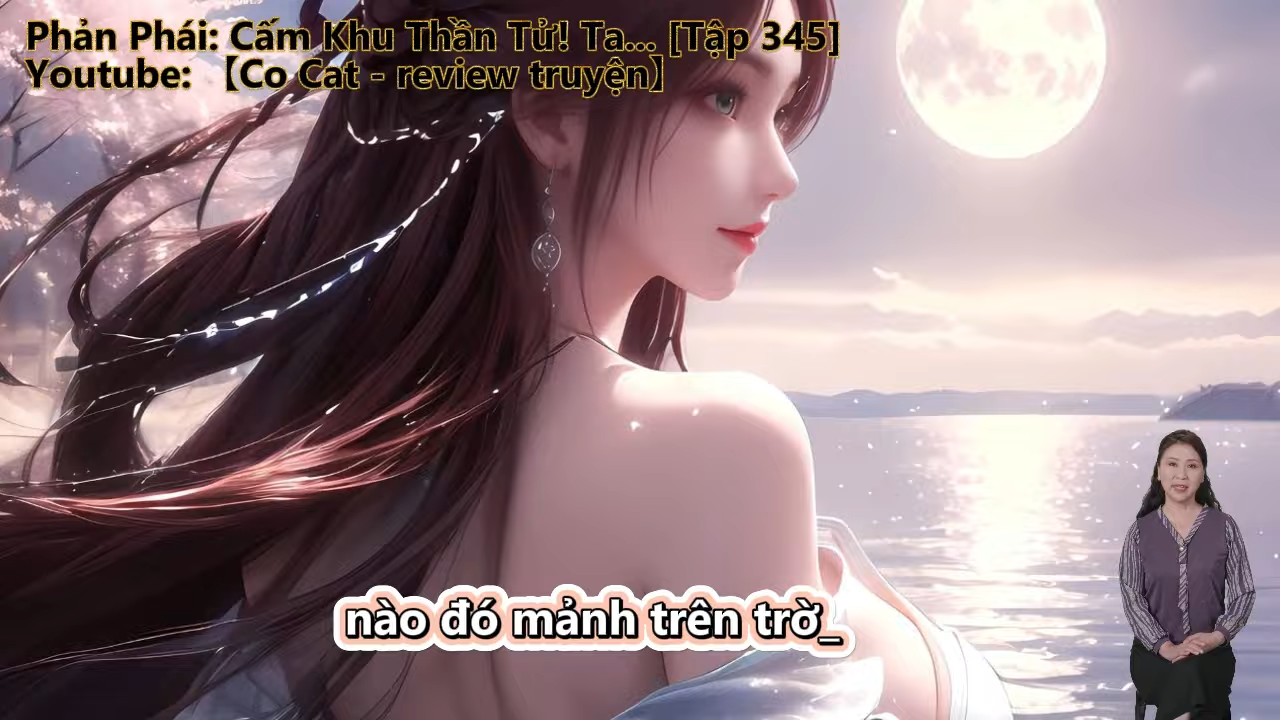 Phản Phái: Cấm Khu Thần Tử! Ta... [Tập 345]
Youtube: 【Co Cat - review truyện】
nào đó mảnh trên trờ_